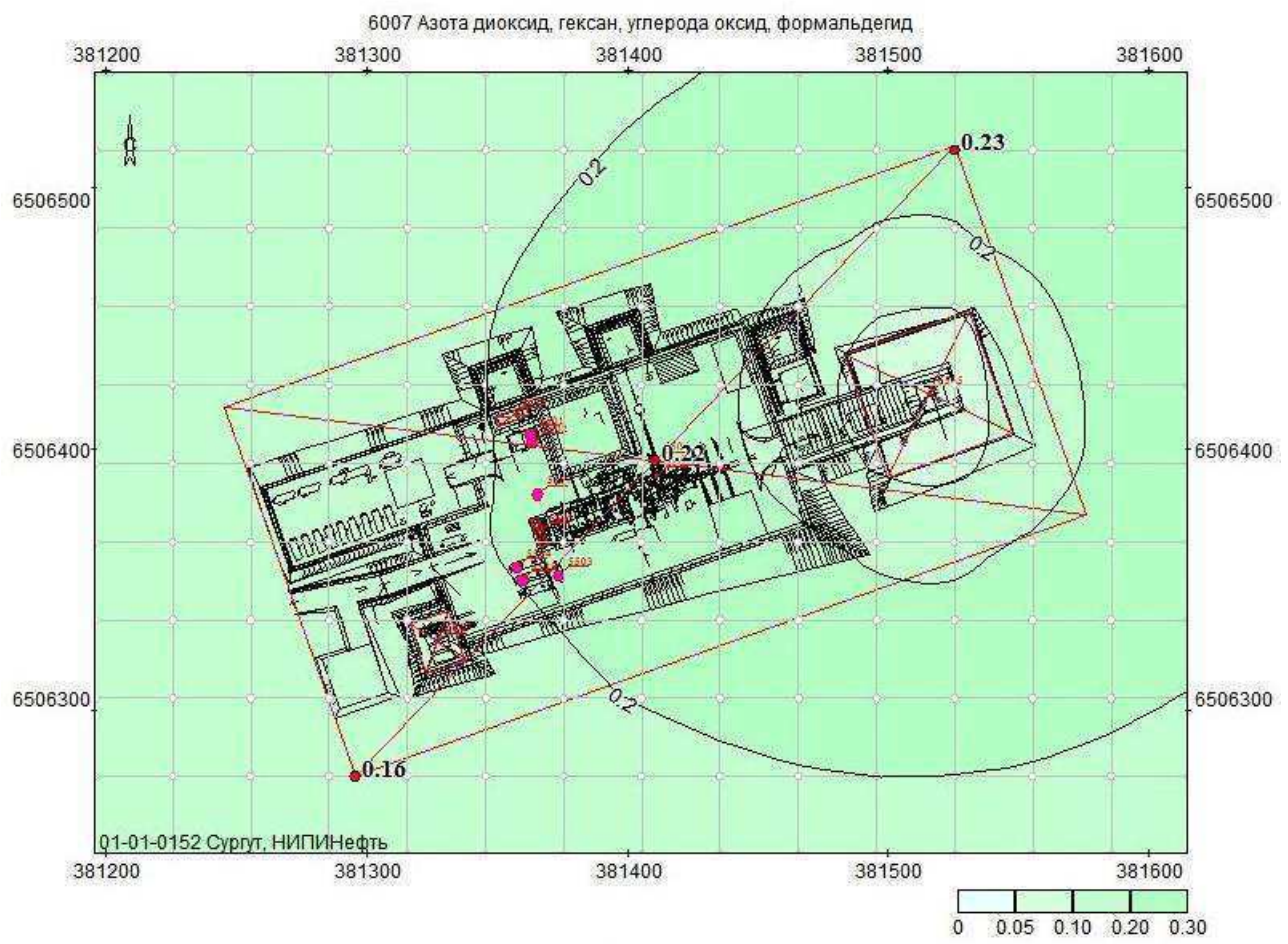 6007 Азота диоксид, гексан, углерода оксид, формальдегид
381200 381300 381400 381500 381600
0.2
0.23
6506500 6506500
0.2
6506400 0.22 6506400
5503
6506300 0.2 6506300
0.16
01-01-0152 Сургут, НИПИНефть
381200 381300 381400 381500 381600
0 0.05 0.10 0.20 0.30